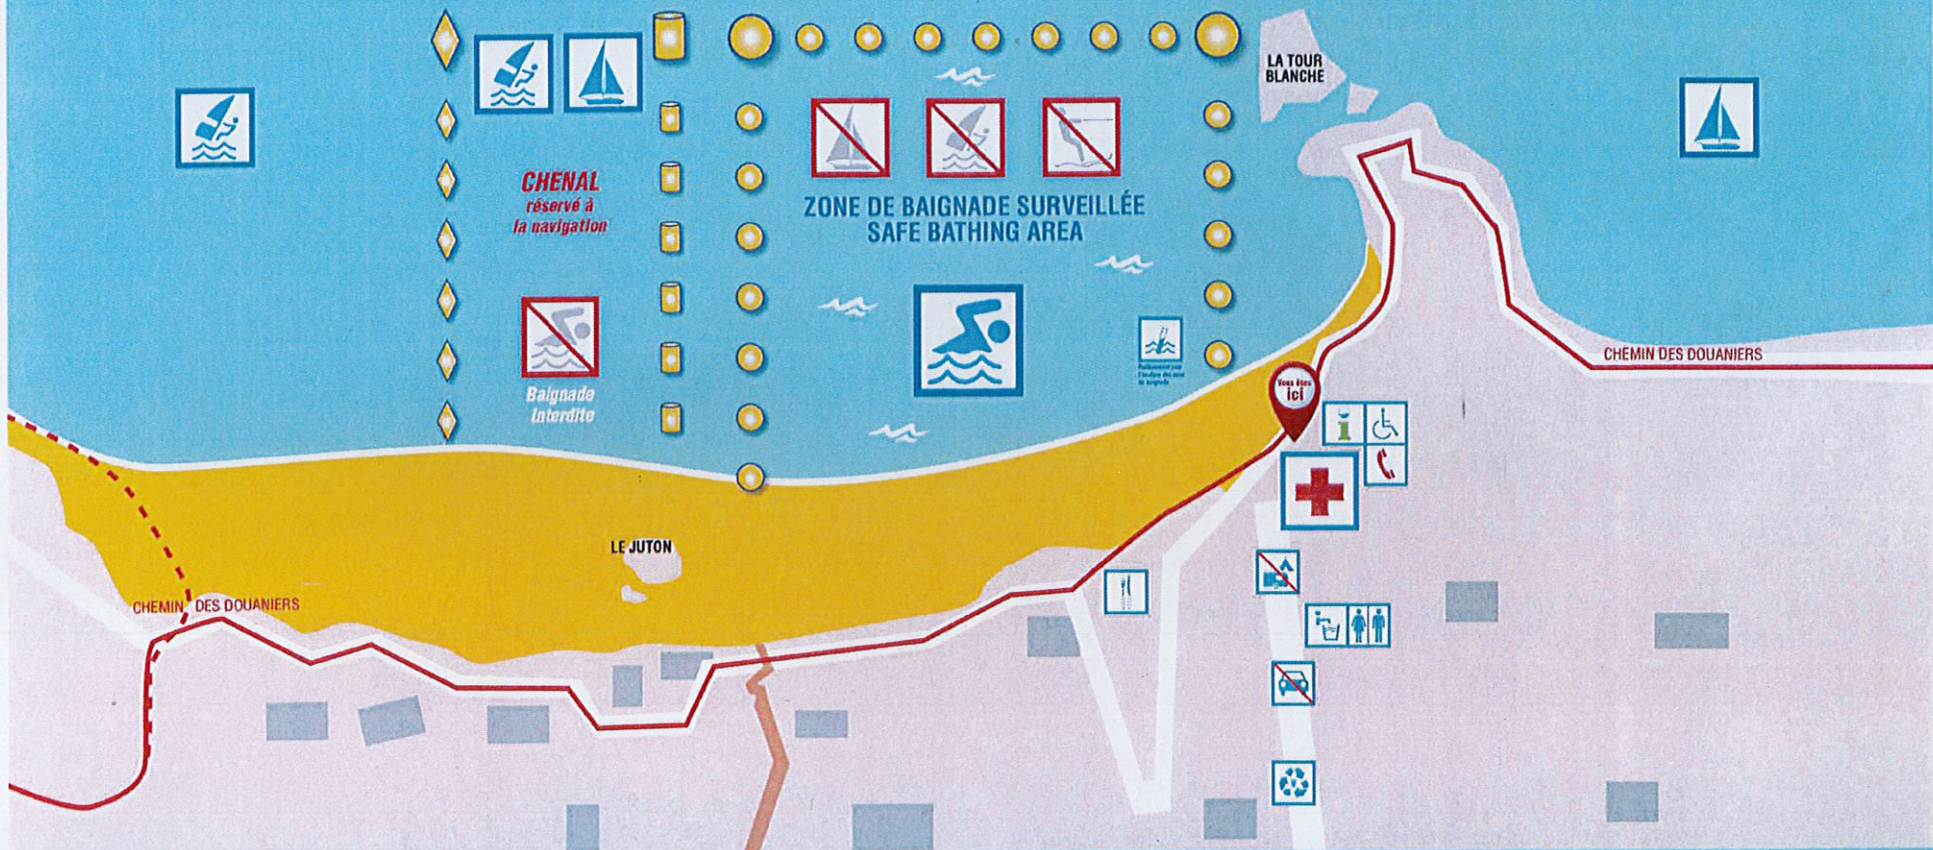 LA TOUR
BLANCHE
CHENAL
réservé à
la navigation
ZONE DE BAIGNADE SURVEILLÉE
SAFE BATHING AREA
Baignade
Interdite
Vous êtes
ici
CHEMIN DES DOUANIERS
LE JUTON
CHEMIN DES DOUANIERS